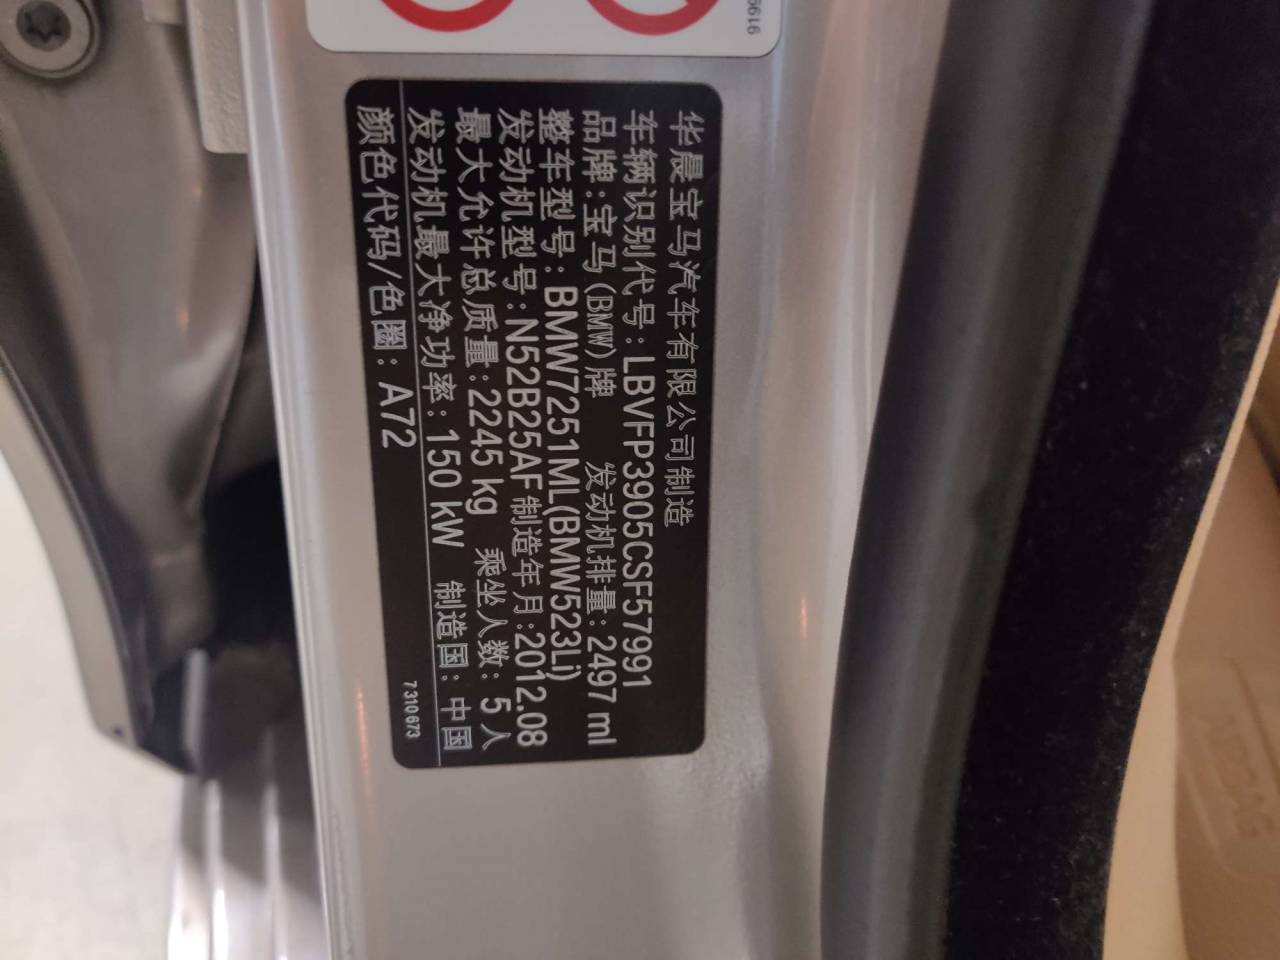 华晨宝马汽车有限公司制造
车辆识别代号:LBVFP3905CSF57991
品牌:宝马(BMW)牌 发动机排量:2497 ml
整车型号:BMW7251ML(BMW523Li)
发动机型号:N52B25AF 制造年月:2012.08
最大允许总质量:2245 kg 乘坐人数:5人
发动机最大净功率:150 kW 制造国:中国
颜色代码/色圈:A72
7310673